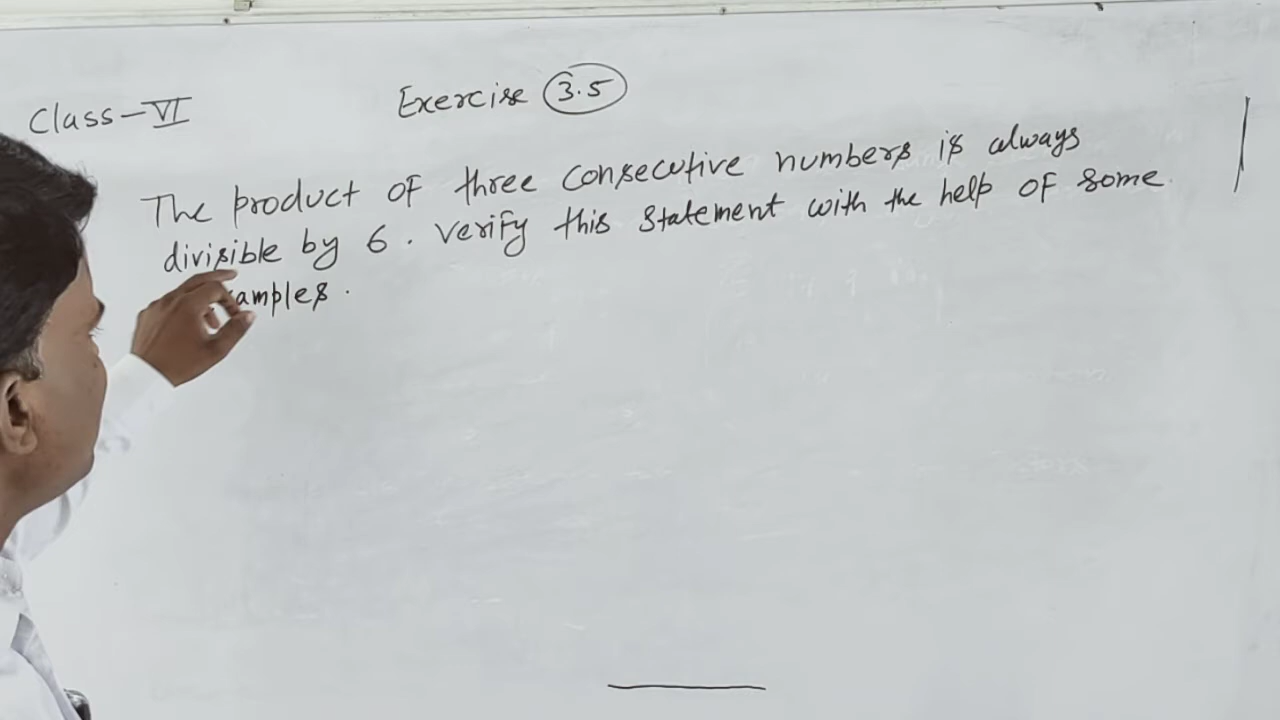 Class-VI
Exercise 3.5
The product of three consecutive numbers is always
divisible by 6. Verify this statement with the help of some
amples.